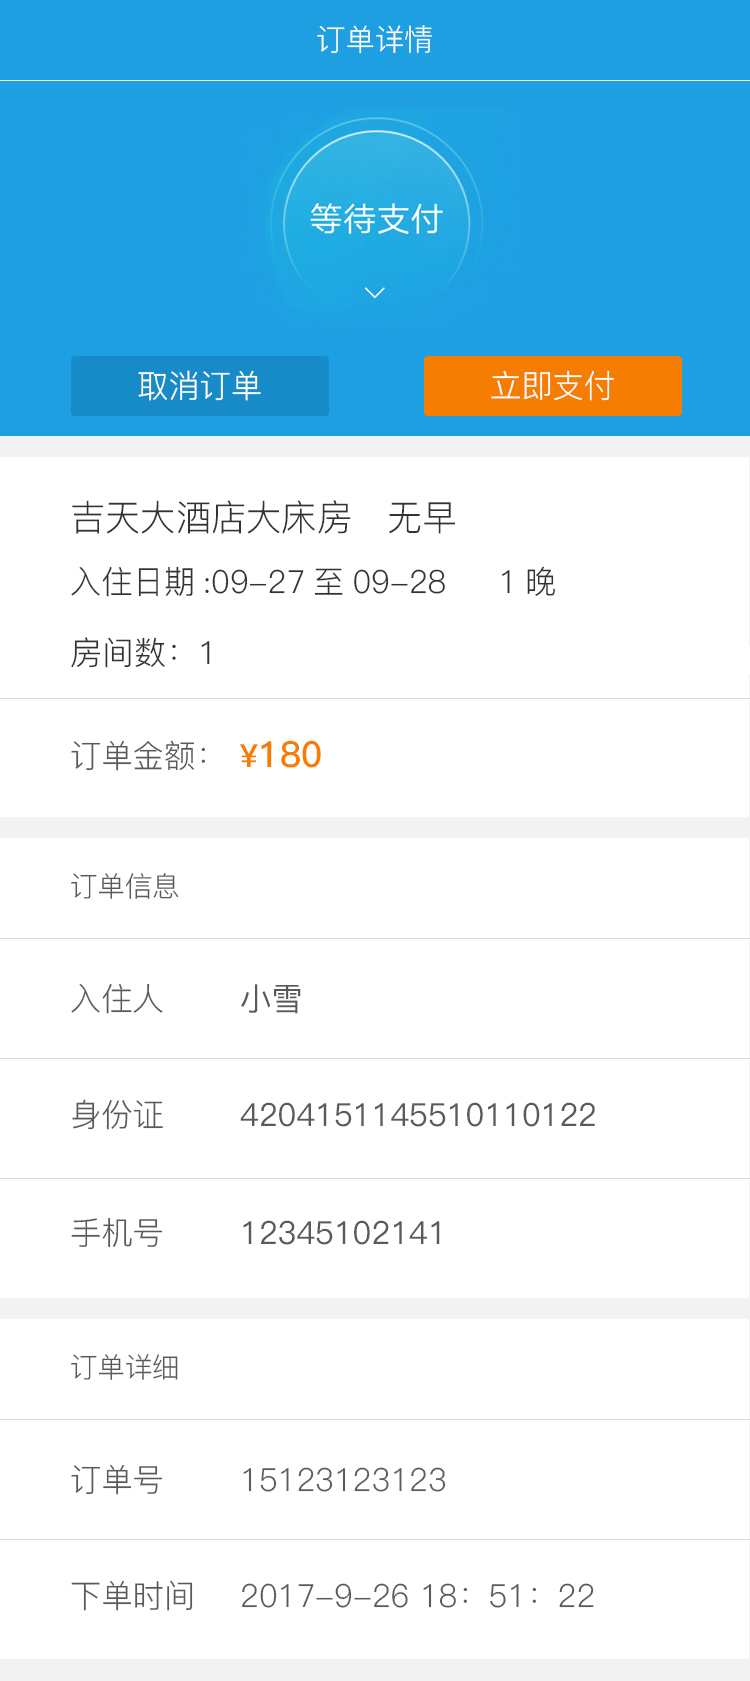 订单详情
等待支付
取消订单 立即支付
吉天大酒店大床房 无早
入住日期:09-27 至 09-28 1 晚
房间数：1
订单金额： ¥180
订单信息
入住人 小雪
身份证 4204151145510110122
手机号 12345102141
订单详细
订单号 15123123123
下单时间 2017-9-26 18：51：22